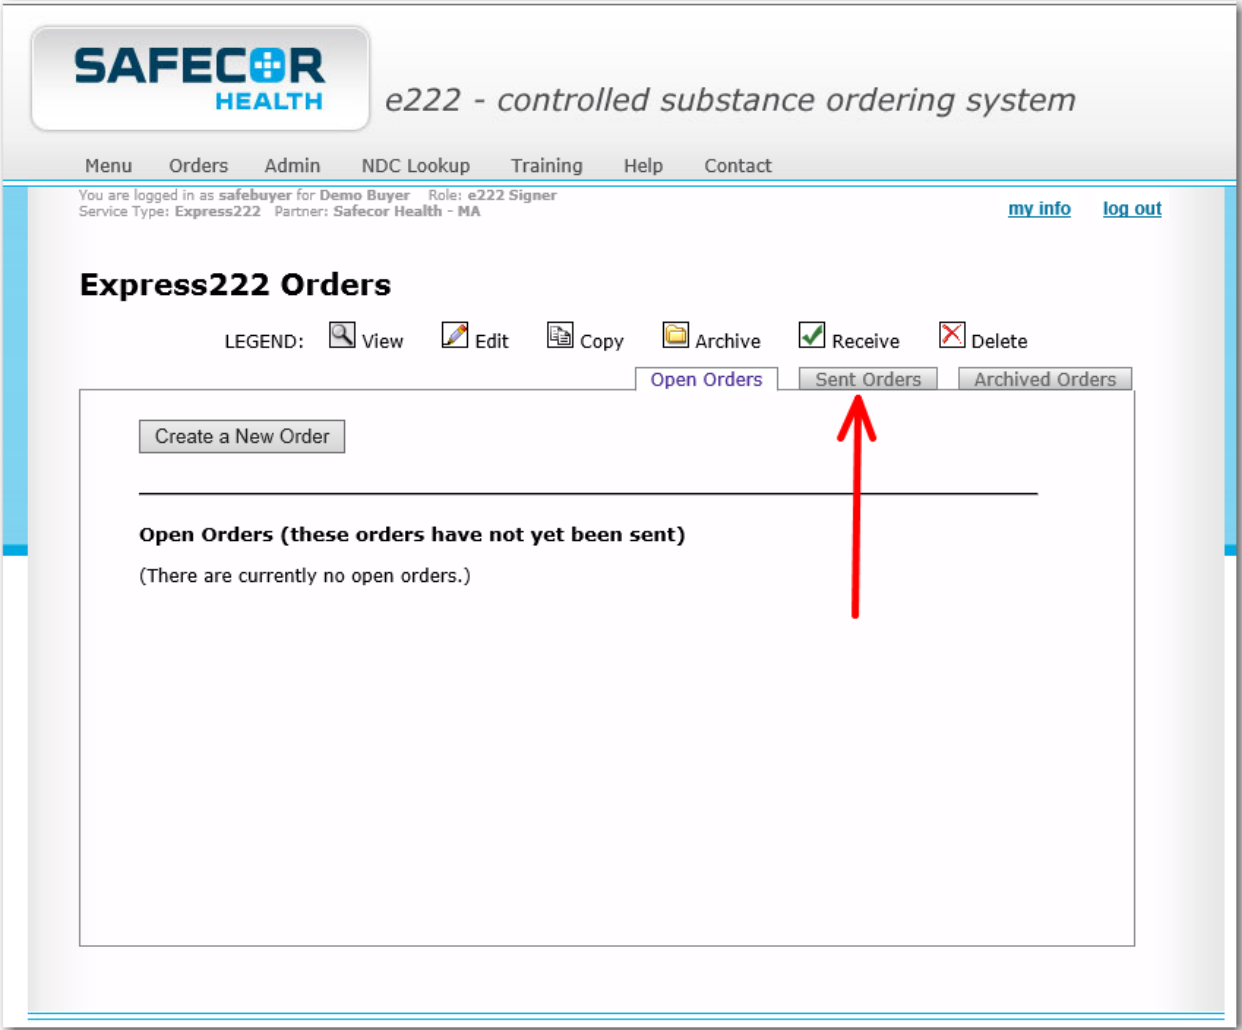 SAFECOR
HEALTH
e222 - controlled substance ordering system
Menu Orders Admin NDC Lookup Training Help Contact
You are logged in as safebuyer for Demo Buyer Role: e222 Signer
Service Type: Express222 Partner: Safecor Health - MA
my info log out
Express222 Orders
LEGEND: View Edit Copy Archive Receive Delete
Open Orders Sent Orders Archived Orders
Create a New Order
Open Orders (these orders have not yet been sent)
(There are currently no open orders.)